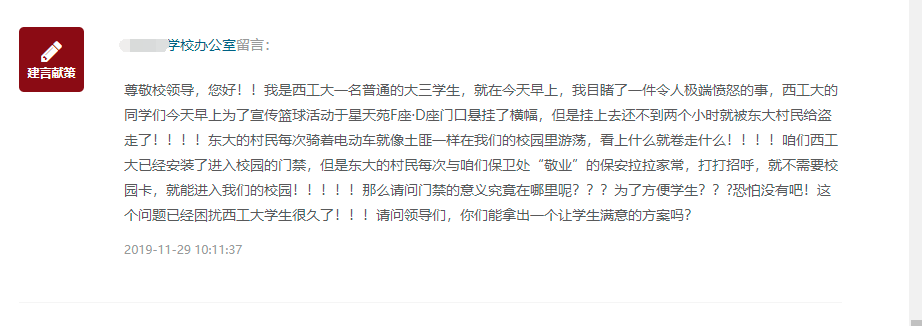 建言献策
学校办公室留言：
尊敬校领导，您好！！我是西工大一名普通的大三学生，就在今天早上，我目睹了一件令人极端愤怒的事，西工大的
同学们今天早上为了宣传篮球活动于星天苑F座·D座门口悬挂了横幅，但是挂上去还不到两个小时就被东大村民给盗
走了！！！！东大的村民每次骑着电动车就像土匪一样在我们的校园里游荡，看上什么就卷走什么！！！！咱们西工
大已经安装了进入校园的门禁，但是东大的村民每次与咱们保卫处“敬业”的保安拉拉家常，打打招呼，就不需要校
园卡，就能进入我们的校园！！！！！那么请问门禁的意义究竟在哪里呢？？？为了方便学生？？?恐怕没有吧！这
个问题已经困扰西工大学生很久了！！！请问领导们，你们能拿出一个让学生满意的方案吗?
2019-11-29 10:11:37